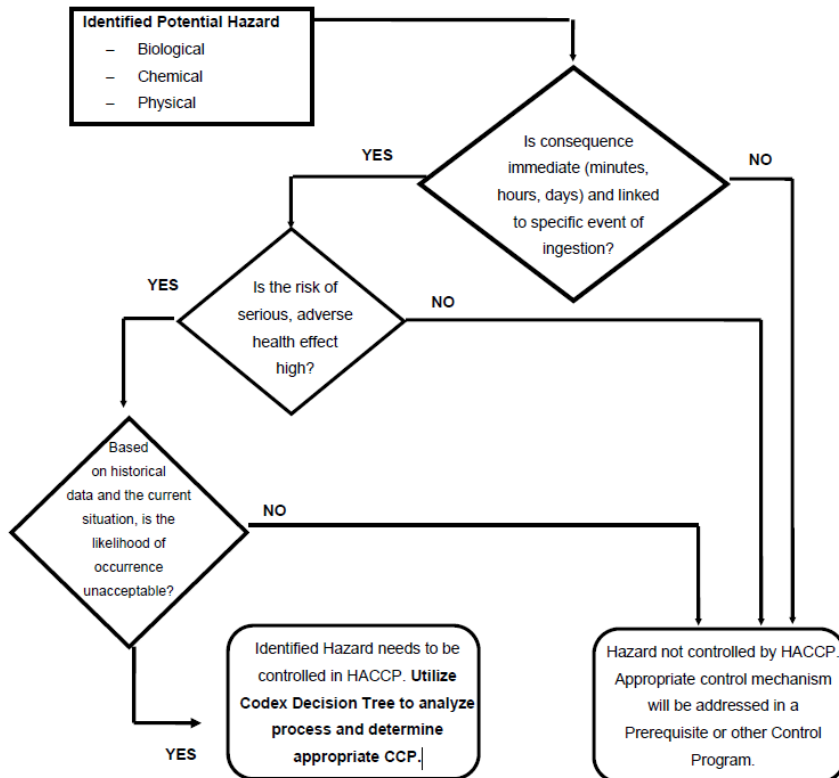 Identified Potential Hazard
– Biological
– Chemical
– Physical
Is consequence
immediate (minutes,
hours, days) and linked
to specific event of
ingestion?
YES
NO
Is the risk of
serious, adverse
health effect
high?
YES
NO
Based
on historical
data and the current
situation, is the
likelihood of
occurrence
unacceptable?
NO
YES
Identified Hazard needs to be
controlled in HACCP. Utilize
Codex Decision Tree to analyze
process and determine
appropriate CCP.
Hazard not controlled by HACCP.
Appropriate control mechanism
will be addressed in a
Prerequisite or other Control
Program.